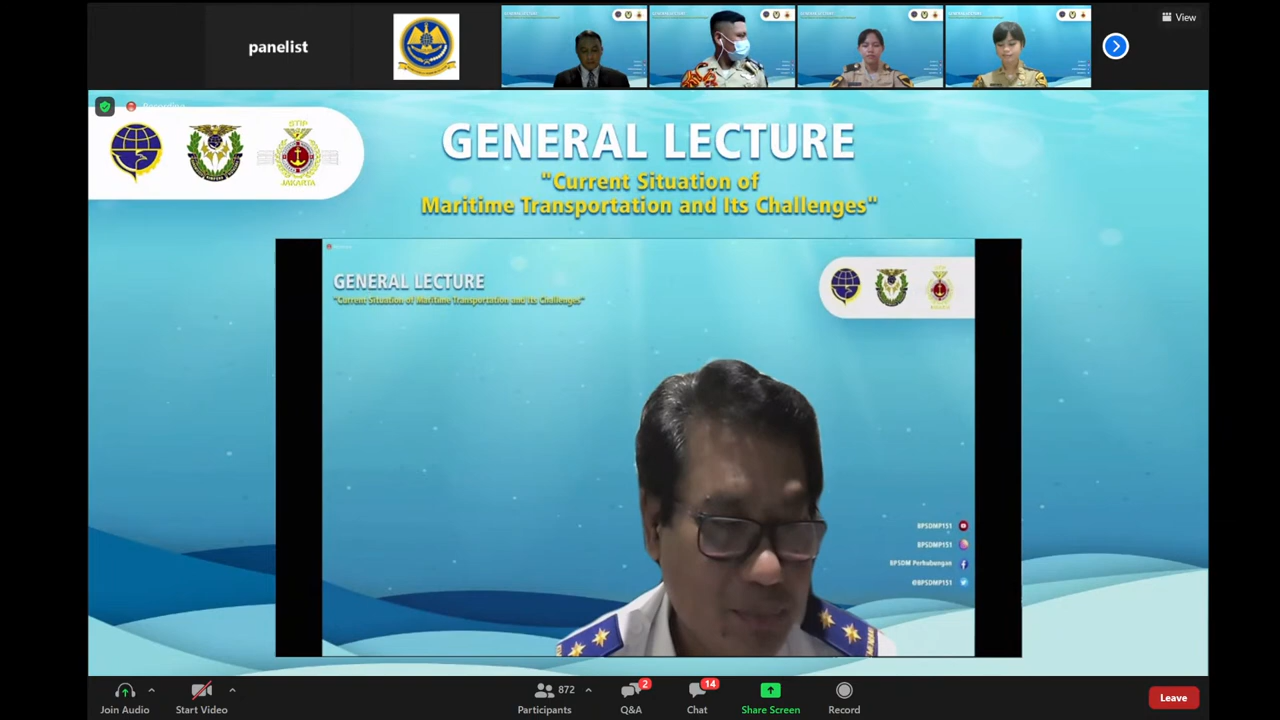 panelist
View
Recording
STIP
JAKARTA
GENERAL LECTURE
"Current Situation of
Maritime Transportation and Its Challenges"
GENERAL LECTURE
"Current Situation of Maritime Transportation and Its Challenges"
BPSDMP151
BPSDMP151
BPSDM Perhubungan
@BPSDMP151
Join Audio
Start Video
872
Participants
2
Q&A
14
Chat
Share Screen
Record
Leave